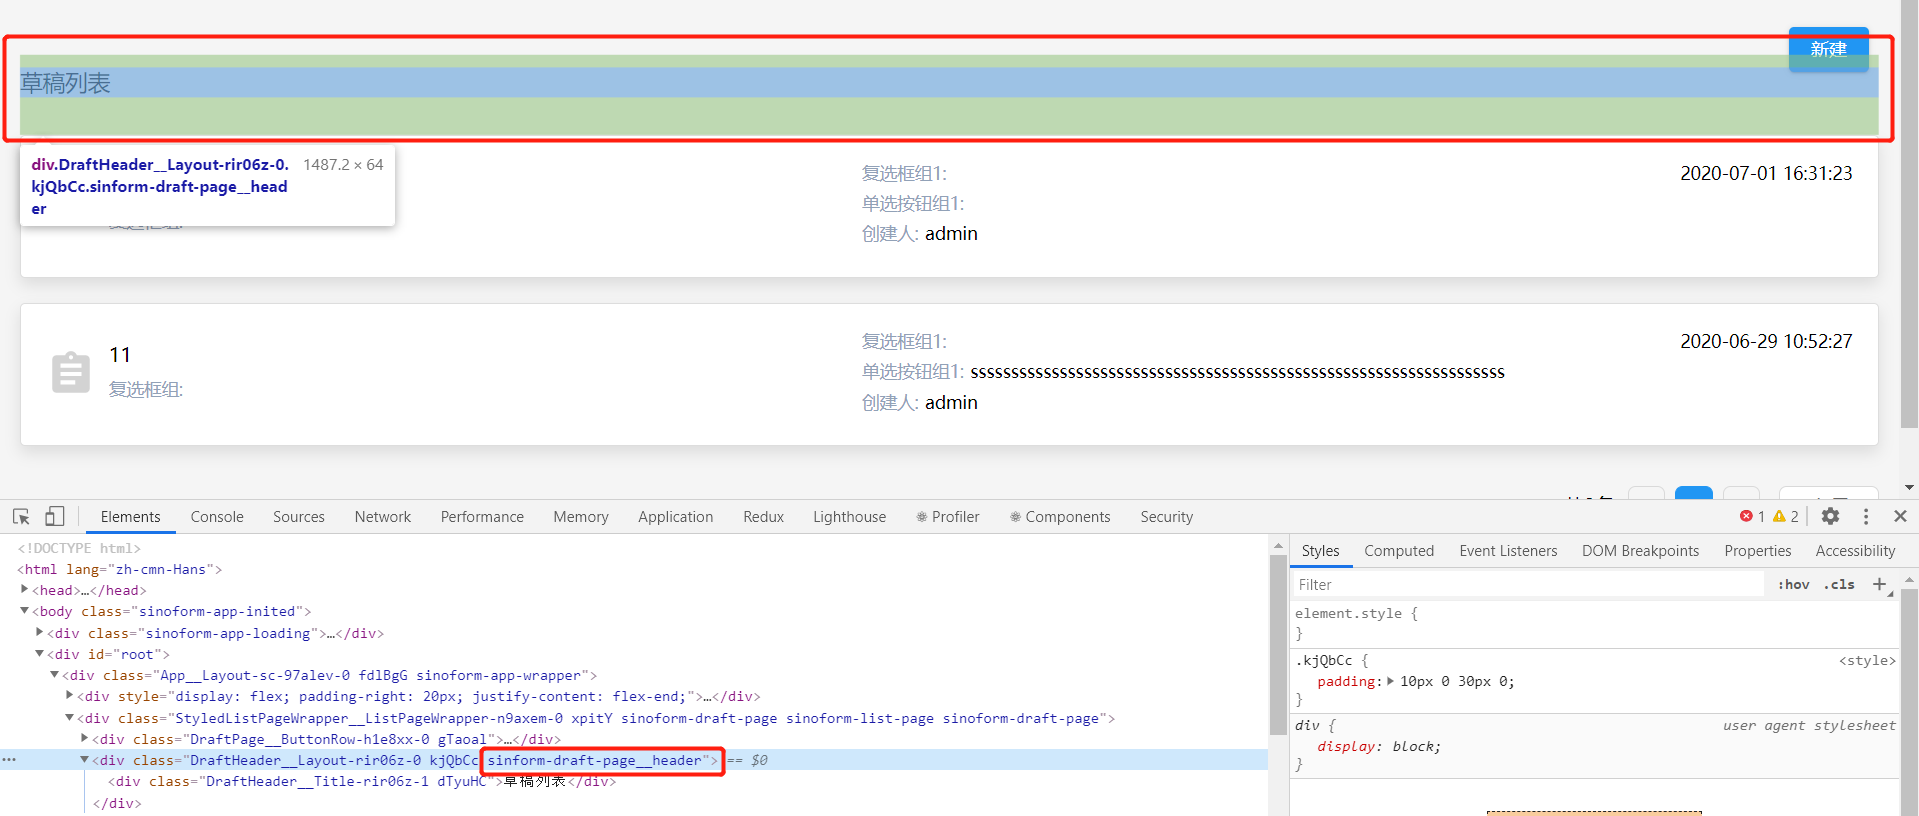 新建
草稿列表
div.DraftHeader__Layout-rir06z-0. 1487.2 × 64
kjQbCc.sinform-draft-page__head
er
复选框组:
复选框组1:
单选按钮组1:
创建人: admin
2020-07-01 16:31:23
11
复选框组:
复选框组1:
单选按钮组1: ssssssssssssssssssssssssssssssssssssssssssssssssssssssssssssssssss
创建人: admin
2020-06-29 10:52:27
Elements Console Sources Network Performance Memory Application Redux Lighthouse ⚛ Profiler ⚛ Components Security 1 2
<!DOCTYPE html>
<html lang="zh-cmn-Hans">
<head>…</head>
<body class="sinoform-app-inited">
<div class="sinoform-app-loading">…</div>
<div id="root">
<div class="App__Layout-sc-97alev-0 fdlBgG sinoform-app-wrapper">
<div style="display: flex; padding-right: 20px; justify-content: flex-end;">…</div>
<div class="StyledListPageWrapper__ListPageWrapper-n9axem-0 xpitY sinoform-draft-page sinoform-list-page sinoform-draft-page">
<div class="DraftPage__ButtonRow-h1e8xx-0 gTaoal">…</div>
<div class="DraftHeader__Layout-rir06z-0 kjQbCc sinform-draft-page__header"> == $0
<div class="DraftHeader__Title-rir06z-1 dTyuHC">草稿列表</div>
</div>
Styles Computed Event Listeners DOM Breakpoints Properties Accessibility
Filter :hov .cls +
element.style {
}
.kjQbCc { <style>
padding: 10px 0 30px 0;
}
div { user agent stylesheet
display: block;
}